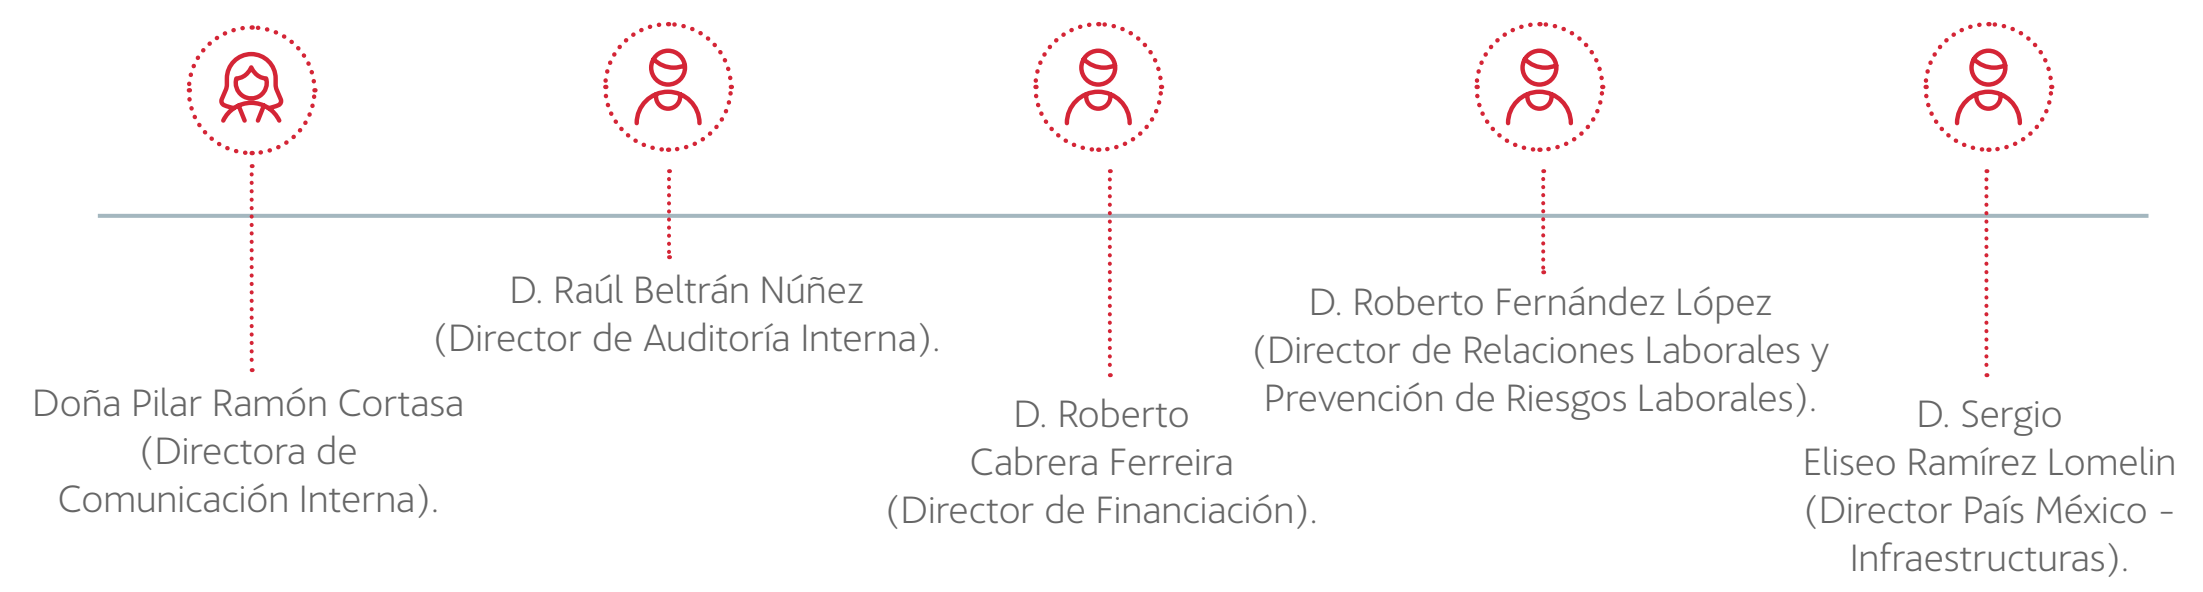 Doña Pilar Ramón Cortasa
(Directora de
Comunicación Interna).
D. Raúl Beltrán Núñez
(Director de Auditoría Interna).
D. Roberto
Cabrera Ferreira
(Director de Financiación).
D. Roberto Fernández López
(Director de Relaciones Laborales y
Prevención de Riesgos Laborales).
D. Sergio
Eliseo Ramírez Lomelin
(Director País México -
Infraestructuras).